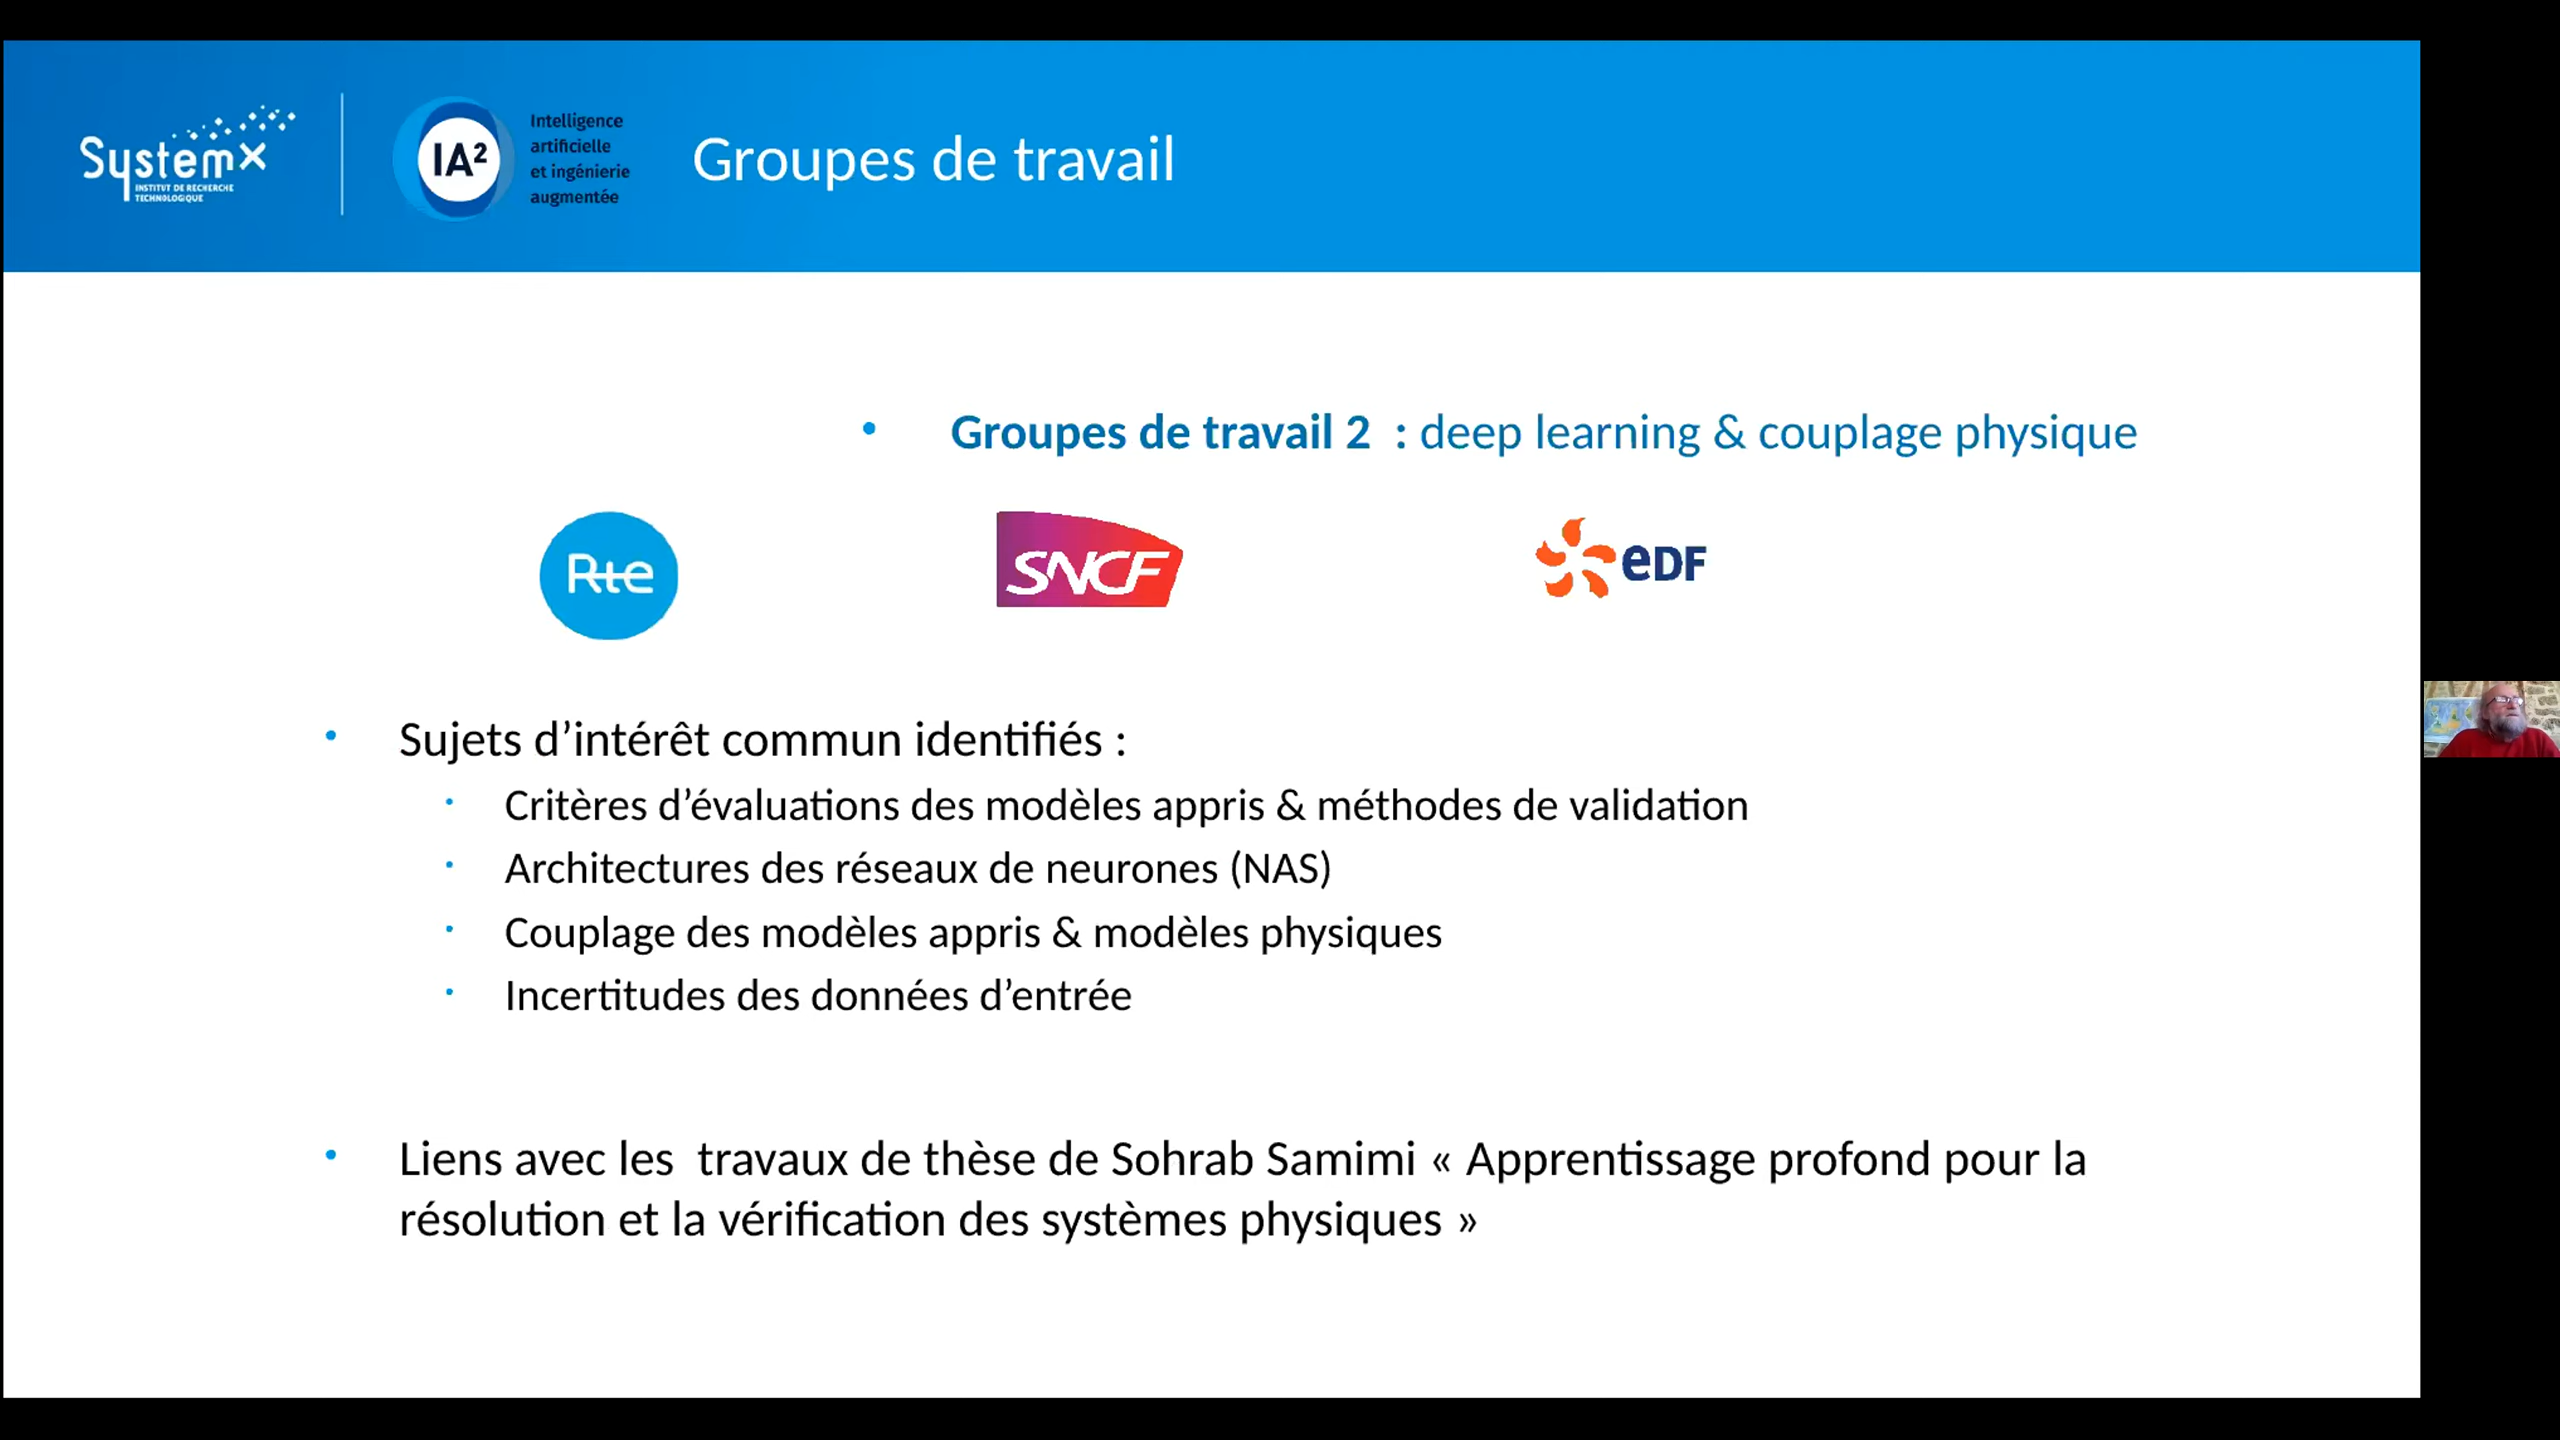 SystemX
INSTITUT DE RECHERCHE
TECHNOLOGIQUE
IA²
Intelligence
artificielle
et ingénierie
augmentée
Groupes de travail
• Groupes de travail 2  : deep learning & couplage physique
Rte
SNCF
eDF
• Sujets d’intérêt commun identifiés :
• Critères d’évaluations des modèles appris & méthodes de validation
• Architectures des réseaux de neurones (NAS)
• Couplage des modèles appris & modèles physiques
• Incertitudes des données d’entrée
• Liens avec les  travaux de thèse de Sohrab Samimi « Apprentissage profond pour la
résolution et la vérification des systèmes physiques »